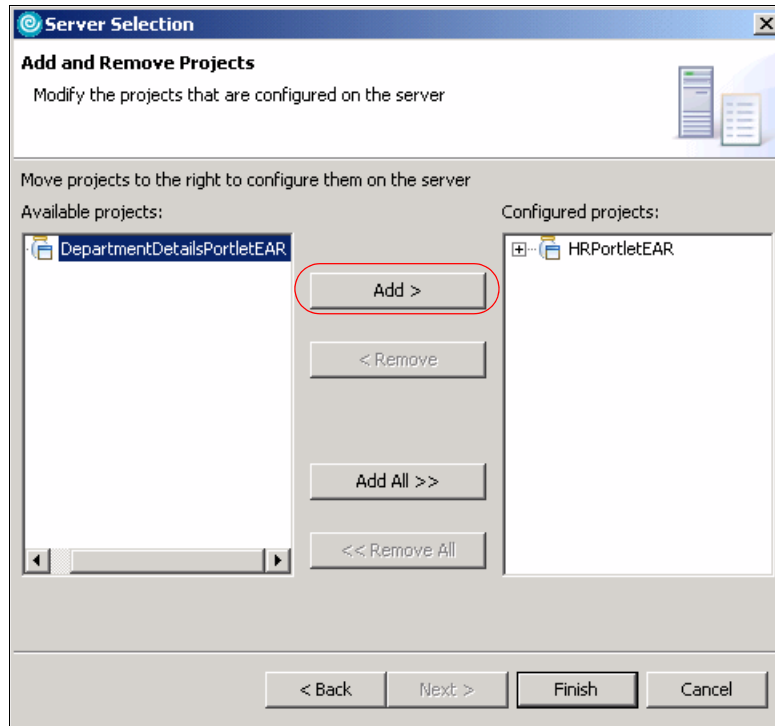 Server Selection
Add and Remove Projects
Modify the projects that are configured on the server
Move projects to the right to configure them on the server
Available projects:
Configured projects:
DepartmentDetailsPortletEAR
HRPortletEAR
Add >
< Remove
Add All >>
<< Remove All
< Back
Next >
Finish
Cancel